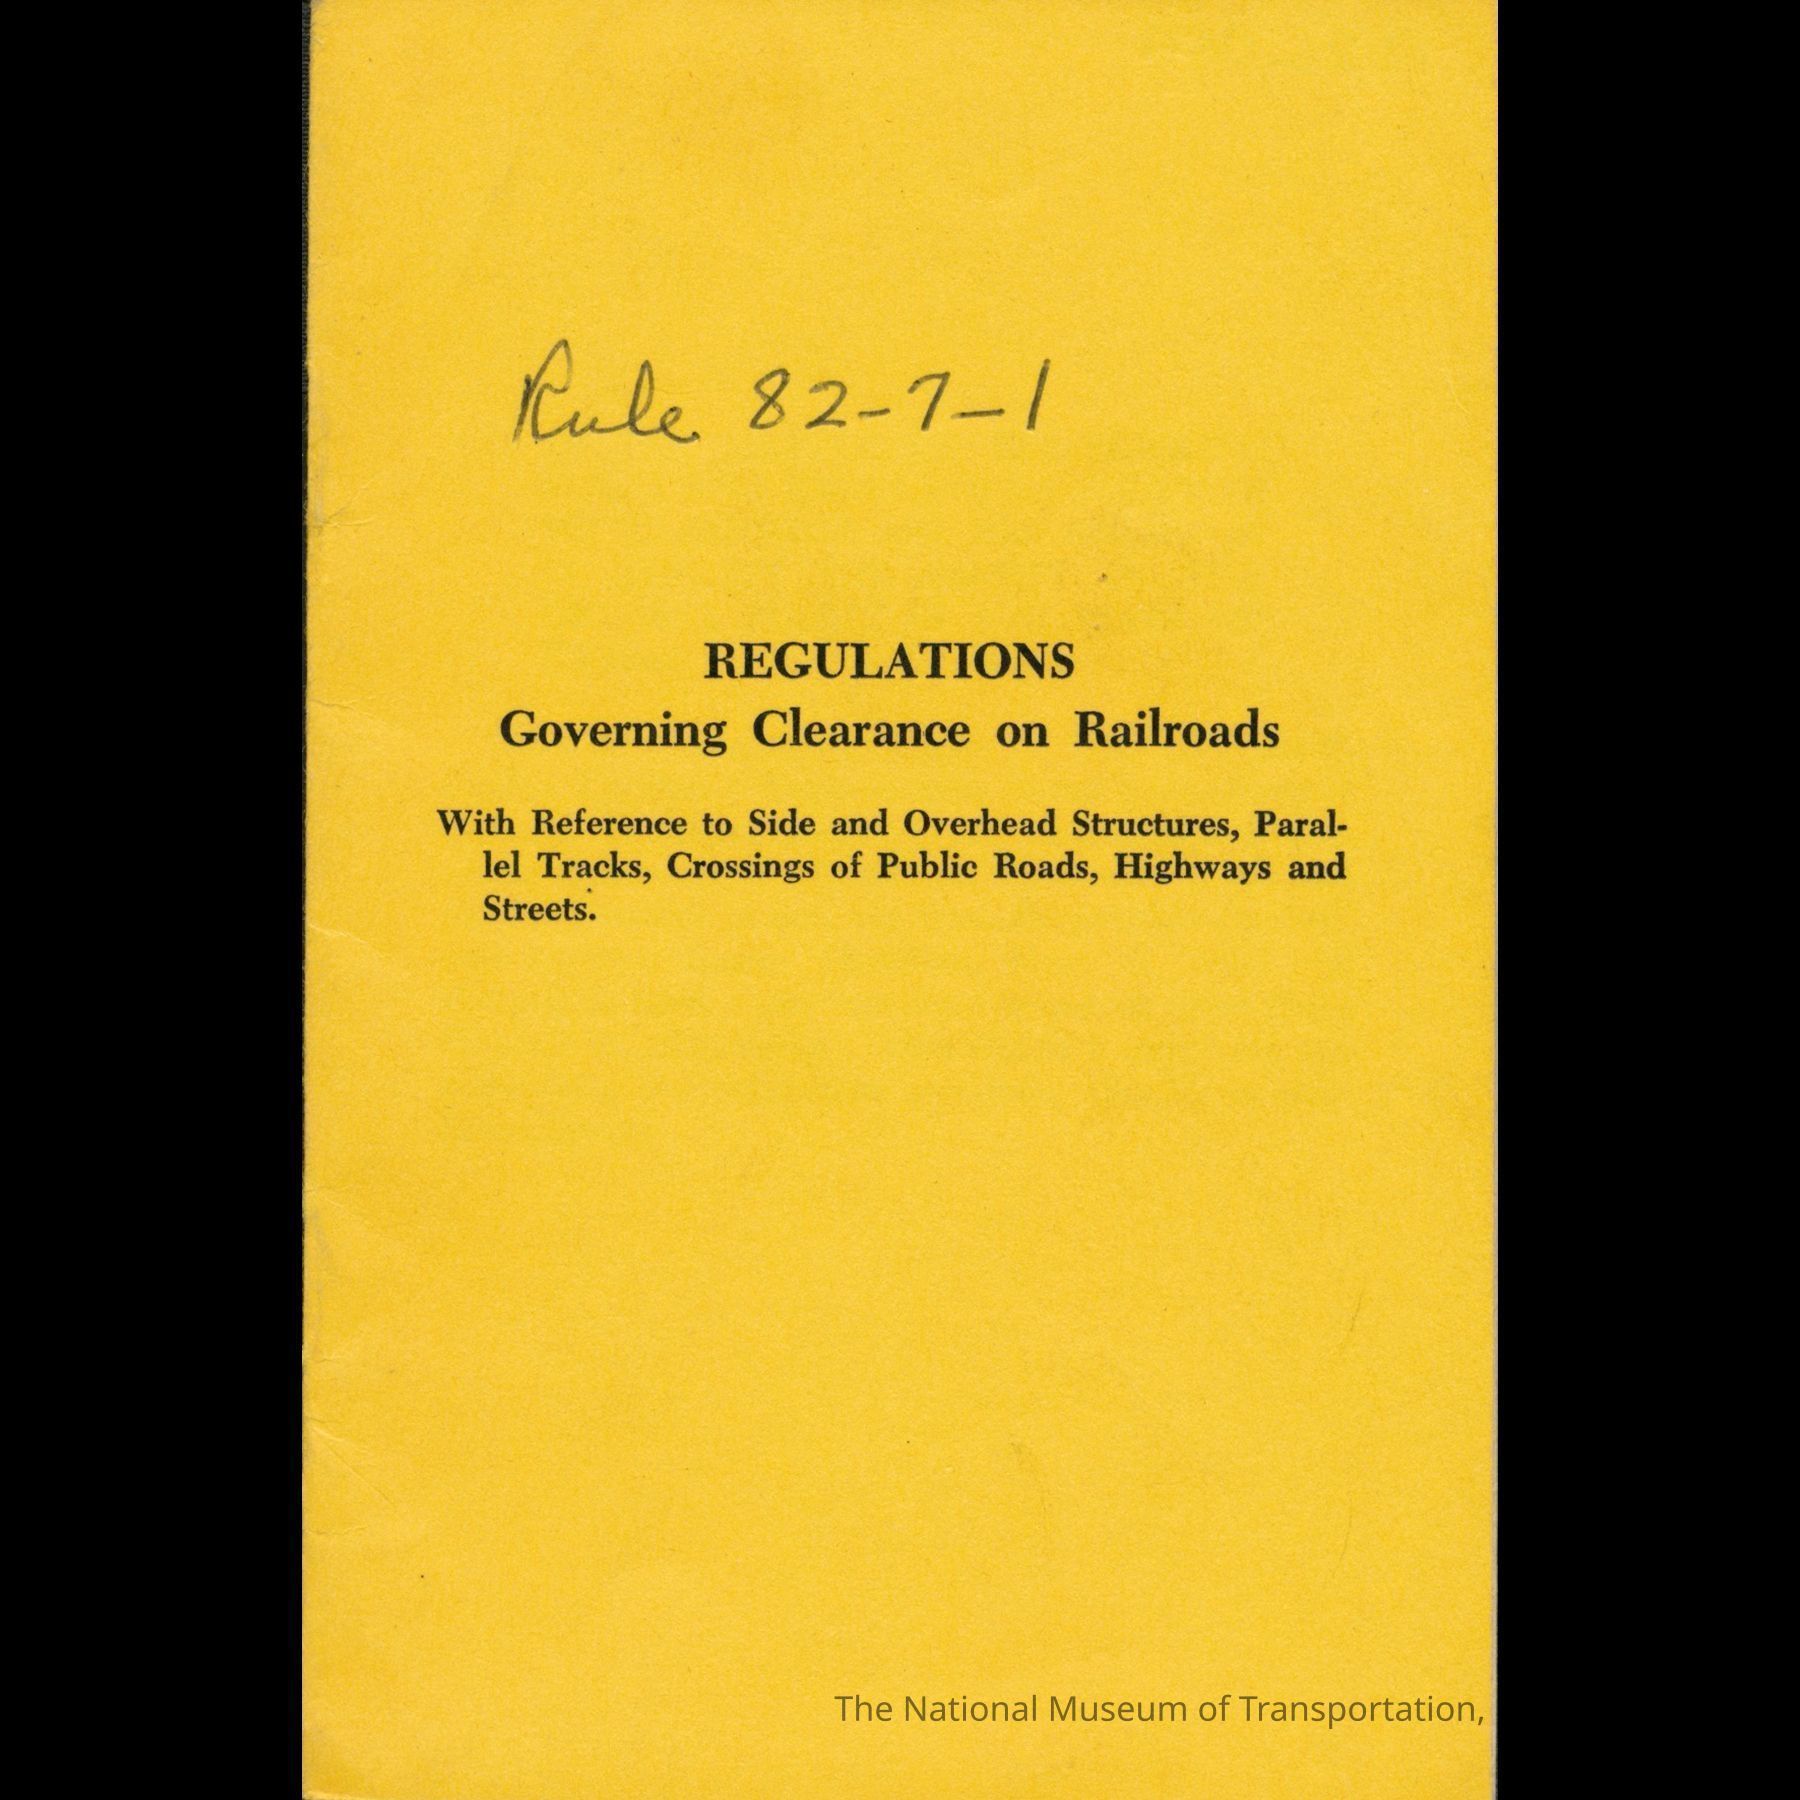 Rule 82-7-1
REGULATIONS
Governing Clearance on Railroads
With Reference to Side and Overhead Structures, Paral-
lel Tracks, Crossings of Public Roads, Highways and
Streets.
The National Museum of Transportation,